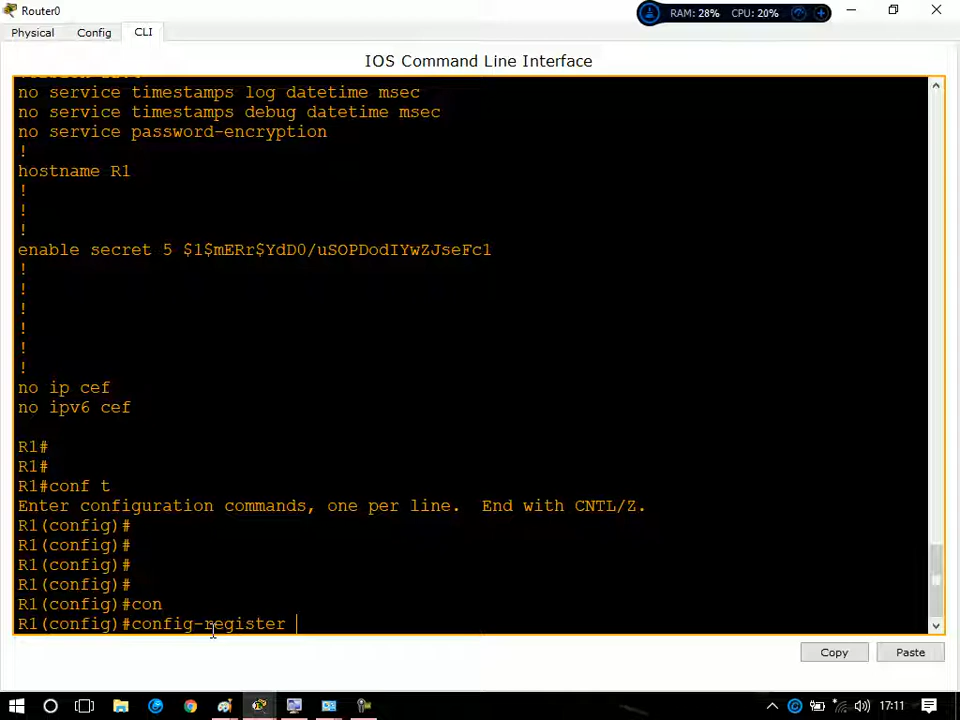 Router0
RAM: 28% CPU: 20%
Physical Config CLI
IOS Command Line Interface
no service timestamps log datetime msec
no service timestamps debug datetime msec
no service password-encryption
!
hostname R1
!
!
!
enable secret 5 $1$mERr$YdD0/uSOPDodIYwZJseFc1
!
!
!
!
!
!
no ip cef
no ipv6 cef
R1#
R1#
R1#conf t
Enter configuration commands, one per line. End with CNTL/Z.
R1(config)#
R1(config)#
R1(config)#
R1(config)#
R1(config)#con
R1(config)#config-register
Copy Paste
17:11